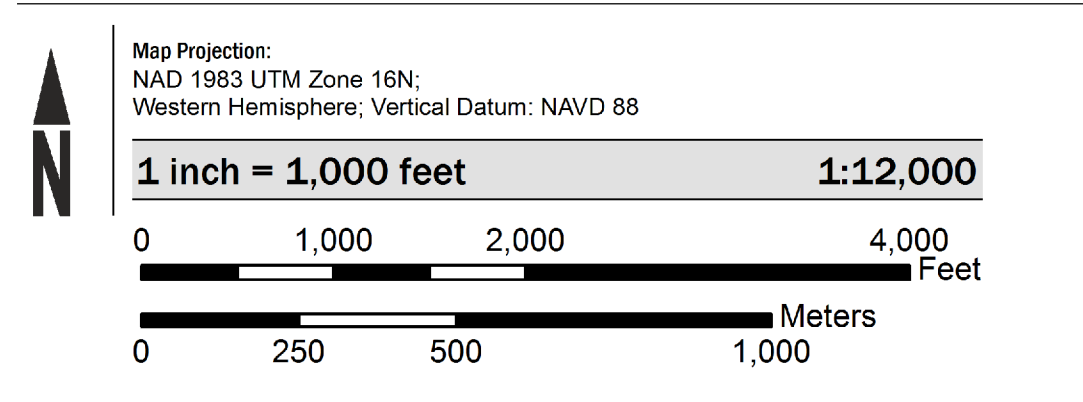 Map Projection:
NAD 1983 UTM Zone 16N;
Western Hemisphere; Vertical Datum: NAVD 88
N
1 inch = 1,000 feet 1:12,000
0 1,000 2,000 4,000
Feet
Meters
0 250 500 1,000